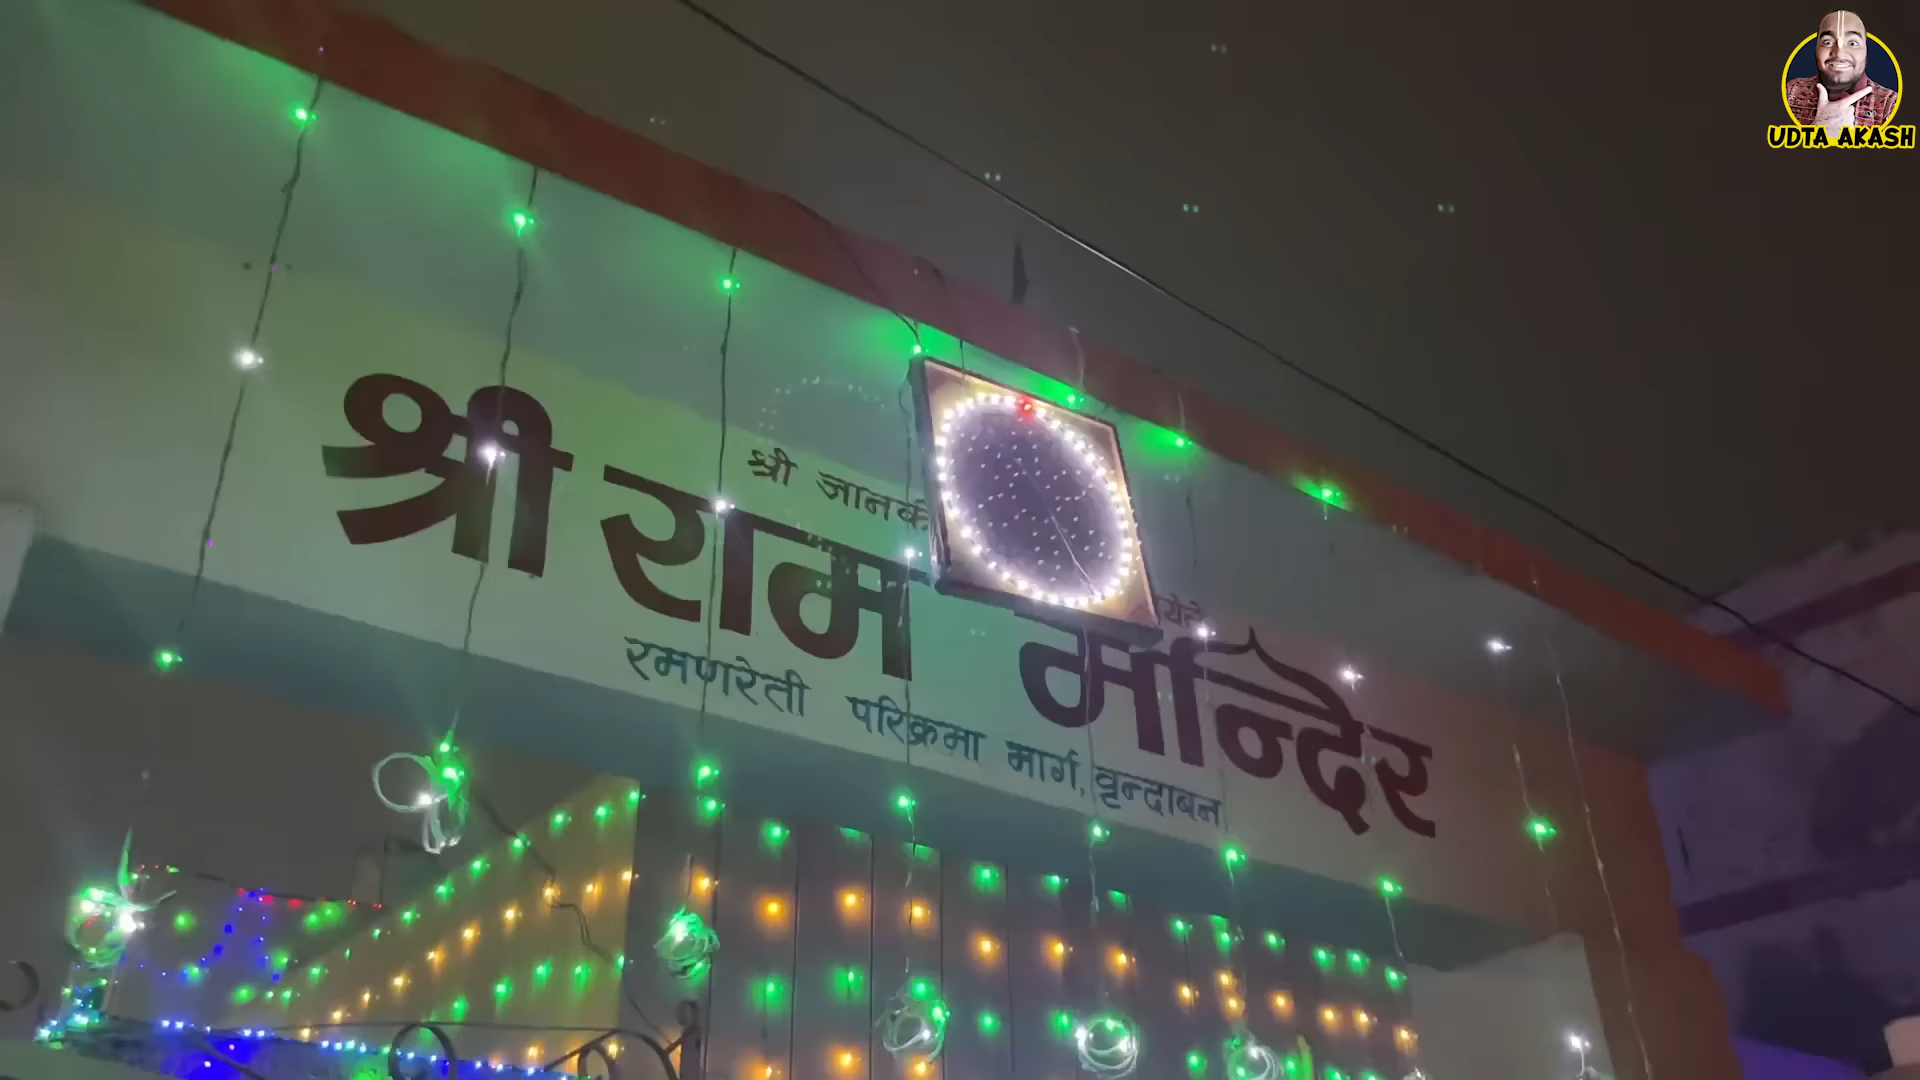 श्री जानकी
श्री राम मन्दिर
रमणरेती परिक्रमा मार्ग, वृन्दाबन
UDTA AKASH